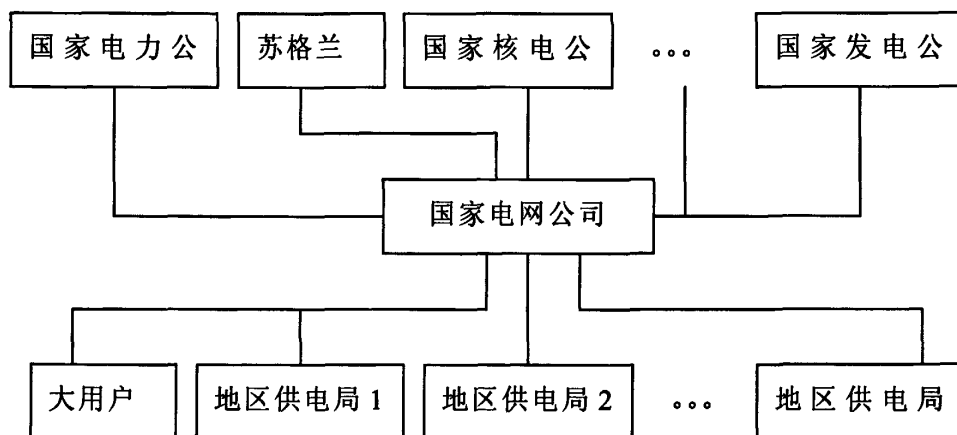 国家电力公
苏格兰
国家核电公
。。。
国家发电公
国家电网公司
大用户
地区供电局1
地区供电局2
。。。
地区供电局